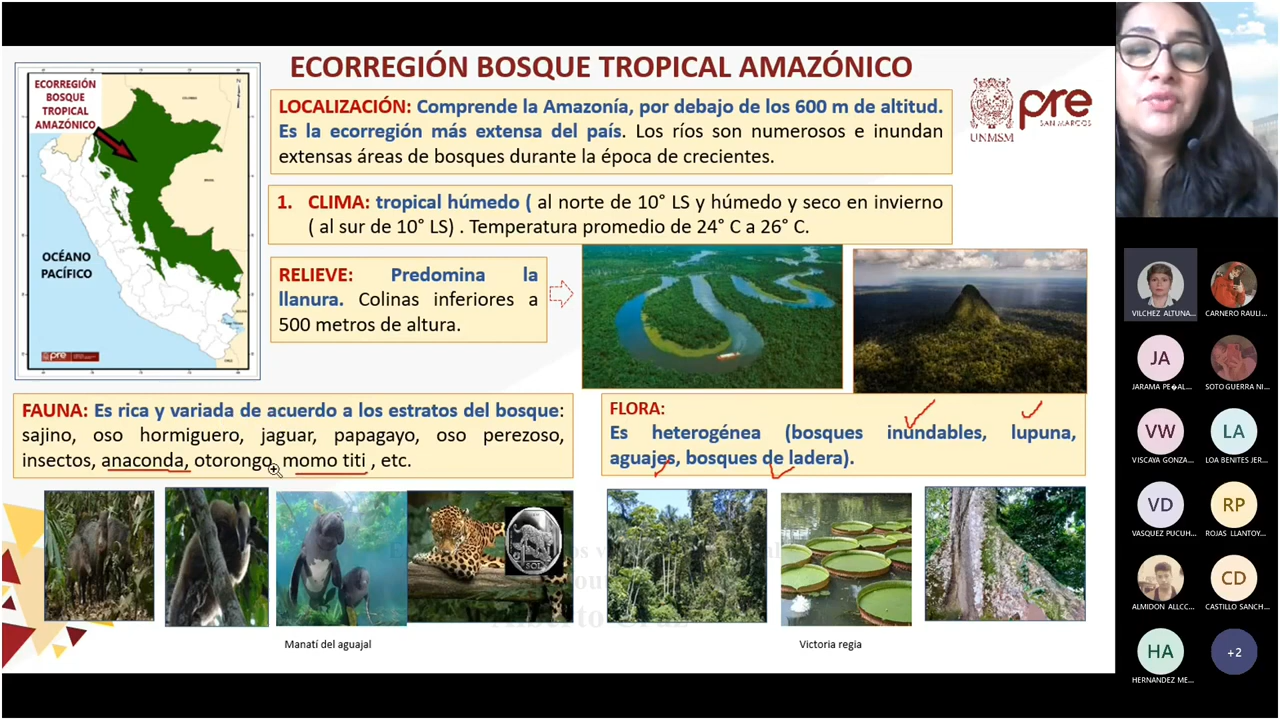 ECORREGIÓN BOSQUE TROPICAL AMAZÓNICO
ECORREGIÓN
BOSQUE
TROPICAL
AMAZÓNICO
OCÉANO
PACÍFICO
pre
LOCALIZACIÓN: Comprende la Amazonía, por debajo de los 600 m de altitud.
Es la ecorregión más extensa del país. Los ríos son numerosos e inundan
extensas áreas de bosques durante la época de crecientes.
UNMSM
pre
SAN MARCOS
1. CLIMA: tropical húmedo ( al norte de 10° LS y húmedo y seco en invierno
( al sur de 10° LS) . Temperatura promedio de 24° C a 26° C.
RELIEVE: Predomina la
llanura. Colinas inferiores a
500 metros de altura.
FAUNA: Es rica y variada de acuerdo a los estratos del bosque:
sajino, oso hormiguero, jaguar, papagayo, oso perezoso,
insectos, anaconda, otorongo, momo titi , etc.
FLORA:
Es heterogénea (bosques inundables, lupuna,
aguajes, bosques de ladera).
SOL
Manatí del aguajal
Victoria regia
VILCHEZ ALTUNA...
CARNERO RAULI...
JA
JARAMA PE�AL...
SOTO GUERRA NI...
VW
VISCAYA GONZA...
LA
LOA BENITES JER...
VD
VASQUEZ PUCUH...
RP
ROJAS LLANTOY...
ALMIDON ALLCC...
CD
CASTILLO SANCH...
HA
HERNANDEZ ME...
+2